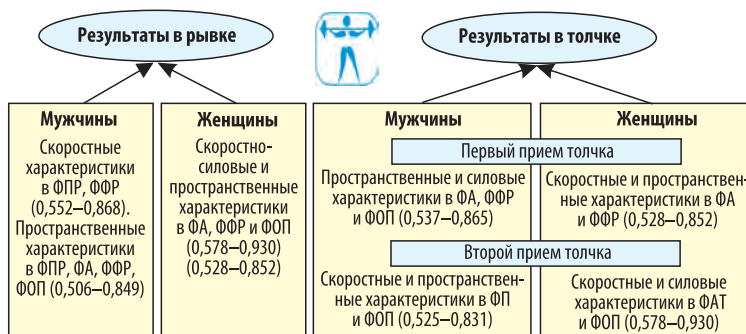 Результаты в рывке
Результаты в толчке
Мужчины
Скоростные
характеристики
в ФПР, ФФР
(0,552–0,868).
Пространственные
характеристики
в ФПР, ФА, ФФР,
ФОП (0,506–0,849)
Женщины
Скоростно-
силовые и
пространственные
характеристики
в ФА, ФФР и ФОП
(0,578–0,930)
(0,528–0,852)
Мужчины
Женщины
Первый прием толчка
Пространственные и силовые
характеристики в ФА, ФФР
и ФОП (0,537–0,865)
Скоростные и пространствен-
ные характеристики в ФА
и ФФР (0,528–0,852)
Второй прием толчка
Скоростные и пространствен-
ные характеристики в ФП
и ФОП (0,525–0,831)
Скоростные и силовые
характеристики в ФАТ
и ФОП (0,578–0,930)